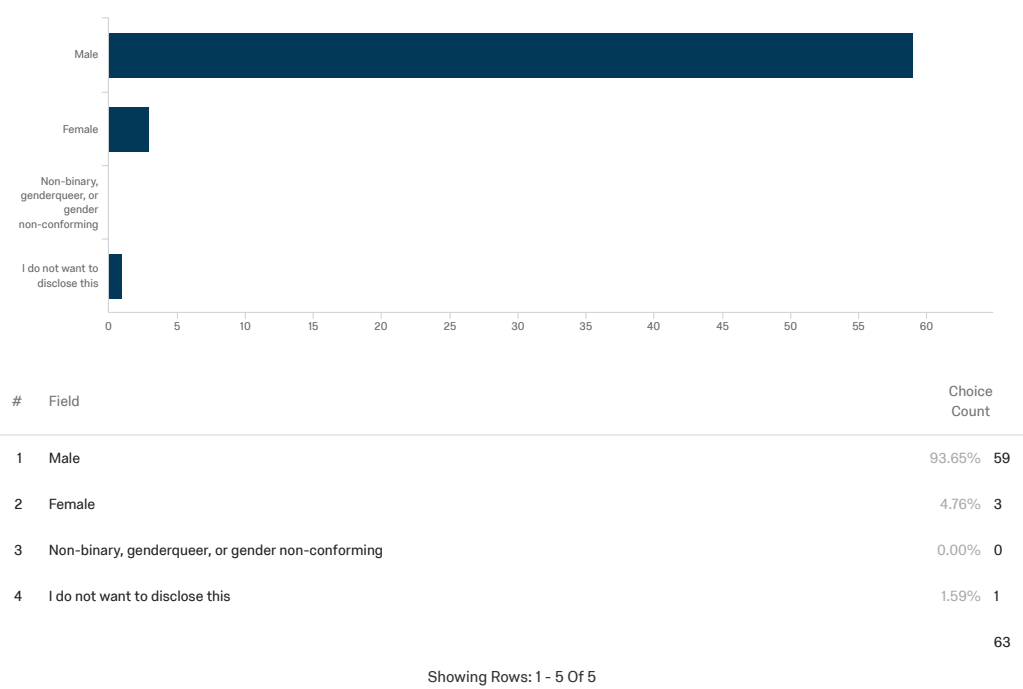 Male
Female
Non-binary,
genderqueer, or
gender
non-conforming
I do not want to
disclose this
0 5 10 15 20 25 30 35 40 45 50 55 60
# Field Choice
Count
1 Male 93.65% 59
2 Female 4.76% 3
3 Non-binary, genderqueer, or gender non-conforming 0.00% 0
4 I do not want to disclose this 1.59% 1
63
Showing Rows: 1 - 5 Of 5